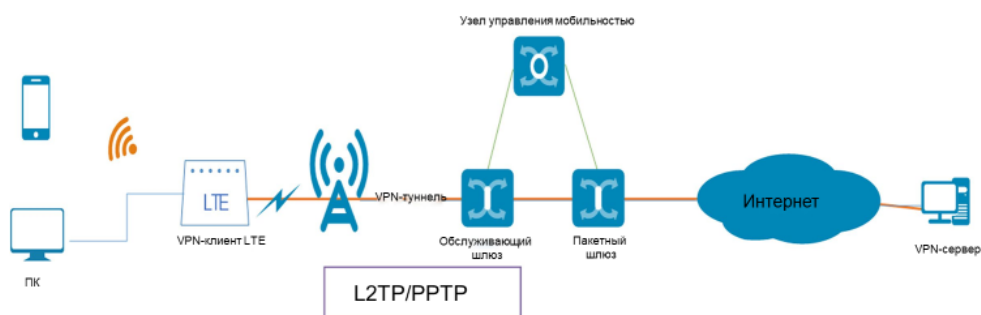 Узел управления мобильностью
LTE
VPN-туннель
Интернет
VPN-клиент LTE
Обслуживающий
шлюз
Пакетный
шлюз
VPN-сервер
ПК
L2TP/PPTP